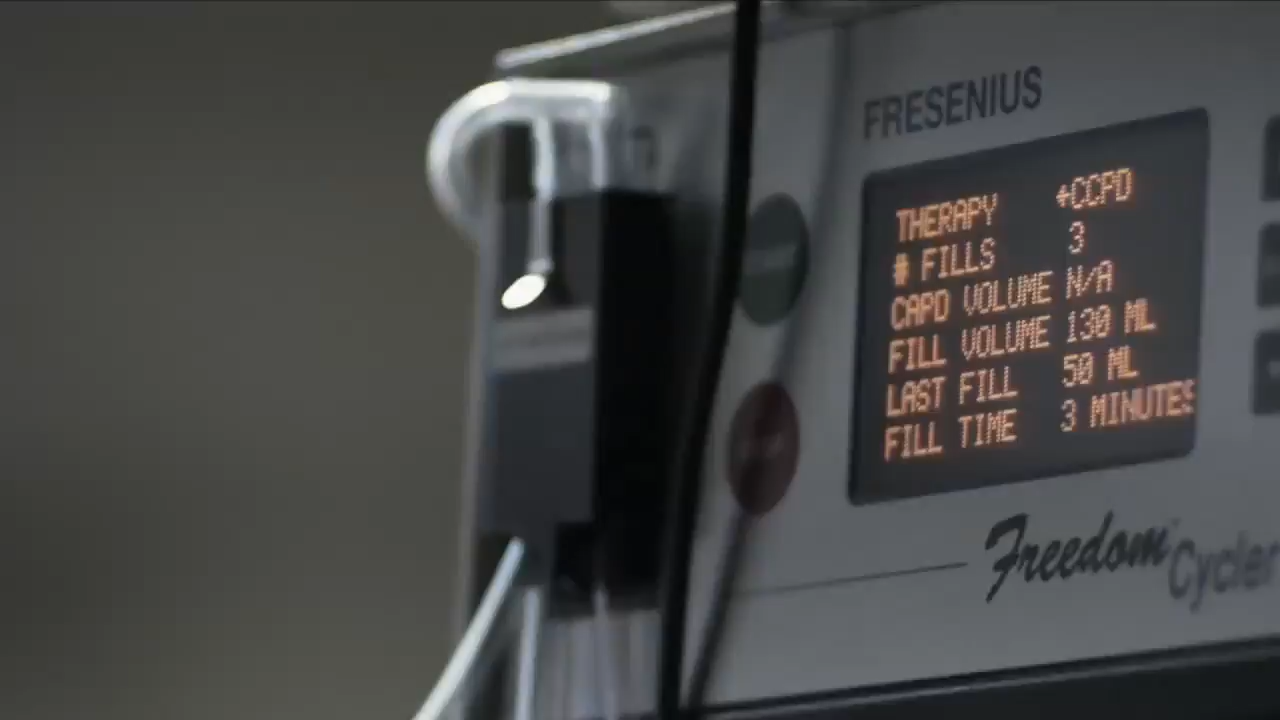 FRESENIUS
THERAPY +CCPD
# FILLS 3
CAPD VOLUME N/A
FILL VOLUME 130 ML
LAST FILL 50 ML
FILL TIME 3 MINUTES
Freedom Cycler